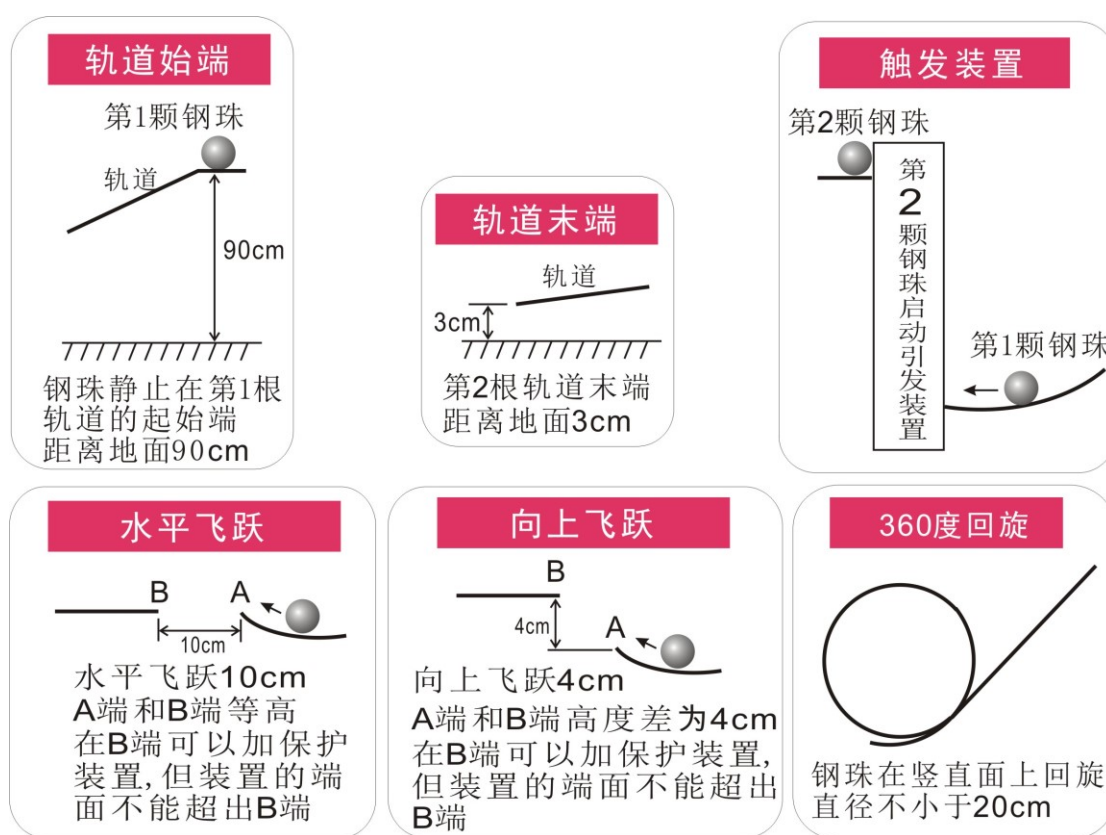 轨道始端
第1颗钢珠
轨道
90cm
钢珠静止在第1根
轨道的起始端
距离地面90cm
轨道末端
轨道
3cm
第2根轨道末端
距离地面3cm
触发装置
第2颗钢珠
第2颗钢珠启动引发装置
第1颗钢珠
水平飞跃
B
A
10cm
水平飞跃10cm
A端和B端等高
在B端可以加保护
装置,但装置的端
面不能超出B端
向上飞跃
B
4cm
A
向上飞跃4cm
A端和B端高度差为4cm
在B端可以加保护装置,
但装置的端面不能超出
B端
360度回旋
钢珠在竖直面上回旋
直径不小于20cm